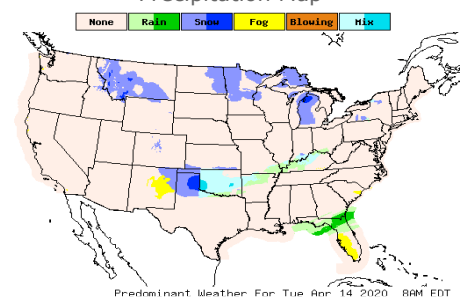 Precipitation Map
None Rain Snow Fog Blowing Mix
Predominant Weather For Tue Apr 14 2020 8AM EDT